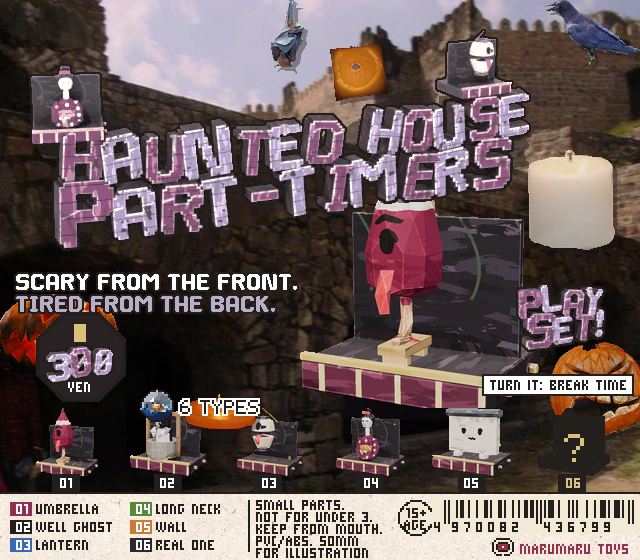 HAUNTED HOUSE
PART-TIMERS
SCARY FROM THE FRONT.
TIRED FROM THE BACK.
300
YEN
PLAY
SET!
TURN IT: BREAK TIME
6 TYPES
?
01
02
03
04
05
06
01 UMBRELLA
02 WELL GHOST
03 LANTERN
04 LONG NECK
05 WALL
06 REAL ONE
SMALL PARTS.
NOT FOR UNDER 3.
KEEP FROM MOUTH.
PVC/ABS. 50MM
FOR ILLUSTRATION
15+
AGE
4 970082 436799
MARUMARU TOYS